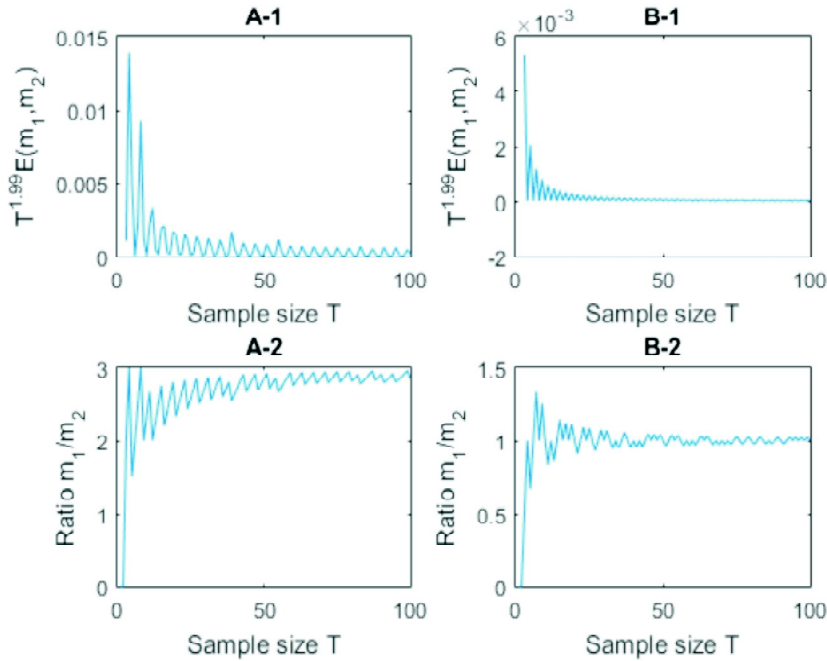 A-1
T^1.99E(m_1,m_2)
0.015
0.01
0.005
0
0
50
100
Sample size T
B-1
× 10^-3
T^1.99E(m_1,m_2)
6
4
2
0
-2
0
50
100
Sample size T
A-2
Ratio m_1/m_2
3
2
1
0
0
50
100
Sample size T
B-2
Ratio m_1/m_2
1.5
1
0.5
0
0
50
100
Sample size T